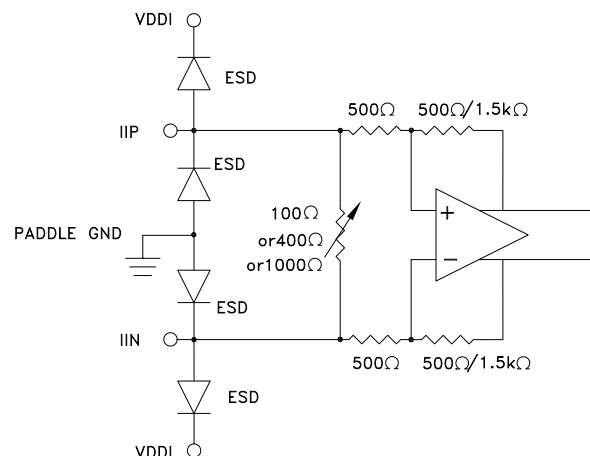 VDDI
ESD
500Ω
500Ω/1.5kΩ
IIP
ESD
100Ω
or400Ω
or1000Ω
+
−
PADDLE GND
ESD
IIN
500Ω
500Ω/1.5kΩ
ESD
VDDI